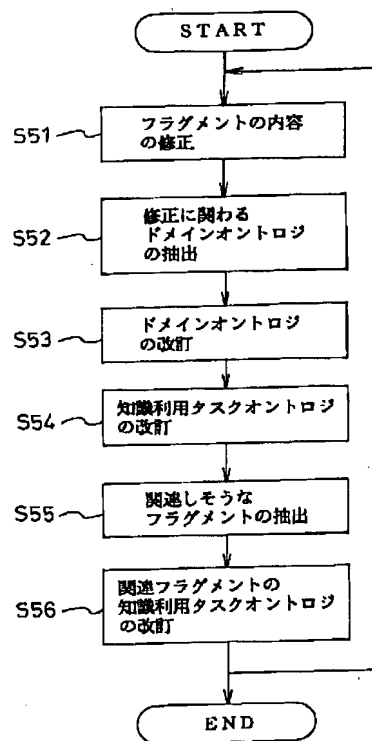 START
S51
フラグメントの内容
の修正
S52
修正に関わる
ドメインオントロジ
の抽出
S53
ドメインオントロジ
の改訂
S54
知識利用タスクオントロジ
の改訂
S55
関連しそうな
フラグメントの抽出
S56
関連フラグメントの
知識利用タスクオントロジ
の改訂
END